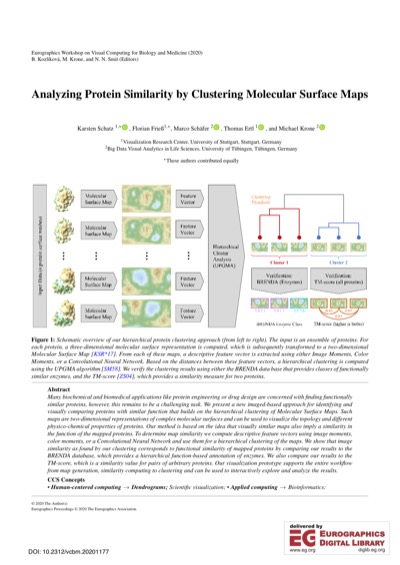 Eurographics Workshop on Visual Computing for Biology and Medicine (2020)
B. Kozlíková, M. Krone, and N. N. Smit (Editors)
Analyzing Protein Similarity by Clustering Molecular Surface Maps
Karsten Schatz 1,∗, Florian Frieß1,∗, Marco Schäfer 2, Thomas Ertl 1, and Michael Krone 2
1Visualization Research Center, University of Stuttgart, Stuttgart, Germany
2Big Data Visual Analytics in Life Sciences, University of Tübingen, Tübingen, Germany
∗These authors contributed equally
Molecular
Surface Map
Feature
Vector
Molecular
Surface Map
Feature
Vector
Molecular
Surface Map
Feature
Vector
Molecular
Surface Map
Feature
Vector
Hierarchical
Cluster
Analysis
(UPGMA)
Clustering
Threshold
Cluster 1
Cluster 2
Verification:
BRENDA (Enzymes)
Verification:
TM-score (all proteins)
BRENDA Enzyme Class
TM-score (higher is better)
Figure 1: Schematic overview of our hierarchical protein clustering approach (from left to right). The input is an ensemble of proteins. For
each protein, a three-dimensional molecular surface representation is computed, which is subsequently transformed to a two-dimensional
Molecular Surface Map [KSR*17]. From each of these maps, a descriptive feature vector is extracted using either Image Moments, Color
Moments, or a Convolutional Neural Network. Based on the distances between these feature vectors, a hierarchical clustering is computed
using the UPGMA algorithm [SM58]. We verify the clustering results using either the BRENDA data base that provides classes of functionally
similar enzymes, and the TM-score [ZS04], which provides a similarity measure for two proteins.
Abstract
Many biochemical and biomedical applications like protein engineering or drug design are concerned with finding functionally
similar proteins, however, this remains to be a challenging task. We present a new imaged-based approach for identifying and
visually comparing proteins with similar function that builds on the hierarchical clustering of Molecular Surface Maps. Such
maps are two-dimensional representations of complex molecular surfaces and can be used to visualize the topology and different
physico-chemical properties of proteins. Our method is based on the idea that visually similar maps also imply a similarity in
the function of the mapped proteins. To determine map similarity we compute descriptive feature vectors using image moments,
color moments, or a Convolutional Neural Network and use them for a hierarchical clustering of the maps. We show that image
similarity as found by our clustering corresponds to functional similarity of mapped proteins by comparing our results to the
BRENDA database, which provides a hierarchical function-based annotation of enzymes. We also compare our results to the
TM-score, which is a similarity value for pairs of arbitrary proteins. Our visualization prototype supports the entire workflow
from map generation, similarity computing to clustering and can be used to interactively explore and analyze the results.
CCS Concepts
• Human-centered computing → Dendrograms; Scientific visualization; • Applied computing → Bioinformatics;
© 2020 The Author(s)
Eurographics Proceedings © 2020 The Eurographics Association.
DOI: 10.2312/vcbm.20201177
delivered by
EG EUROGRAPHICS
DIGITAL LIBRARY
www.eg.org
diglib.eg.org